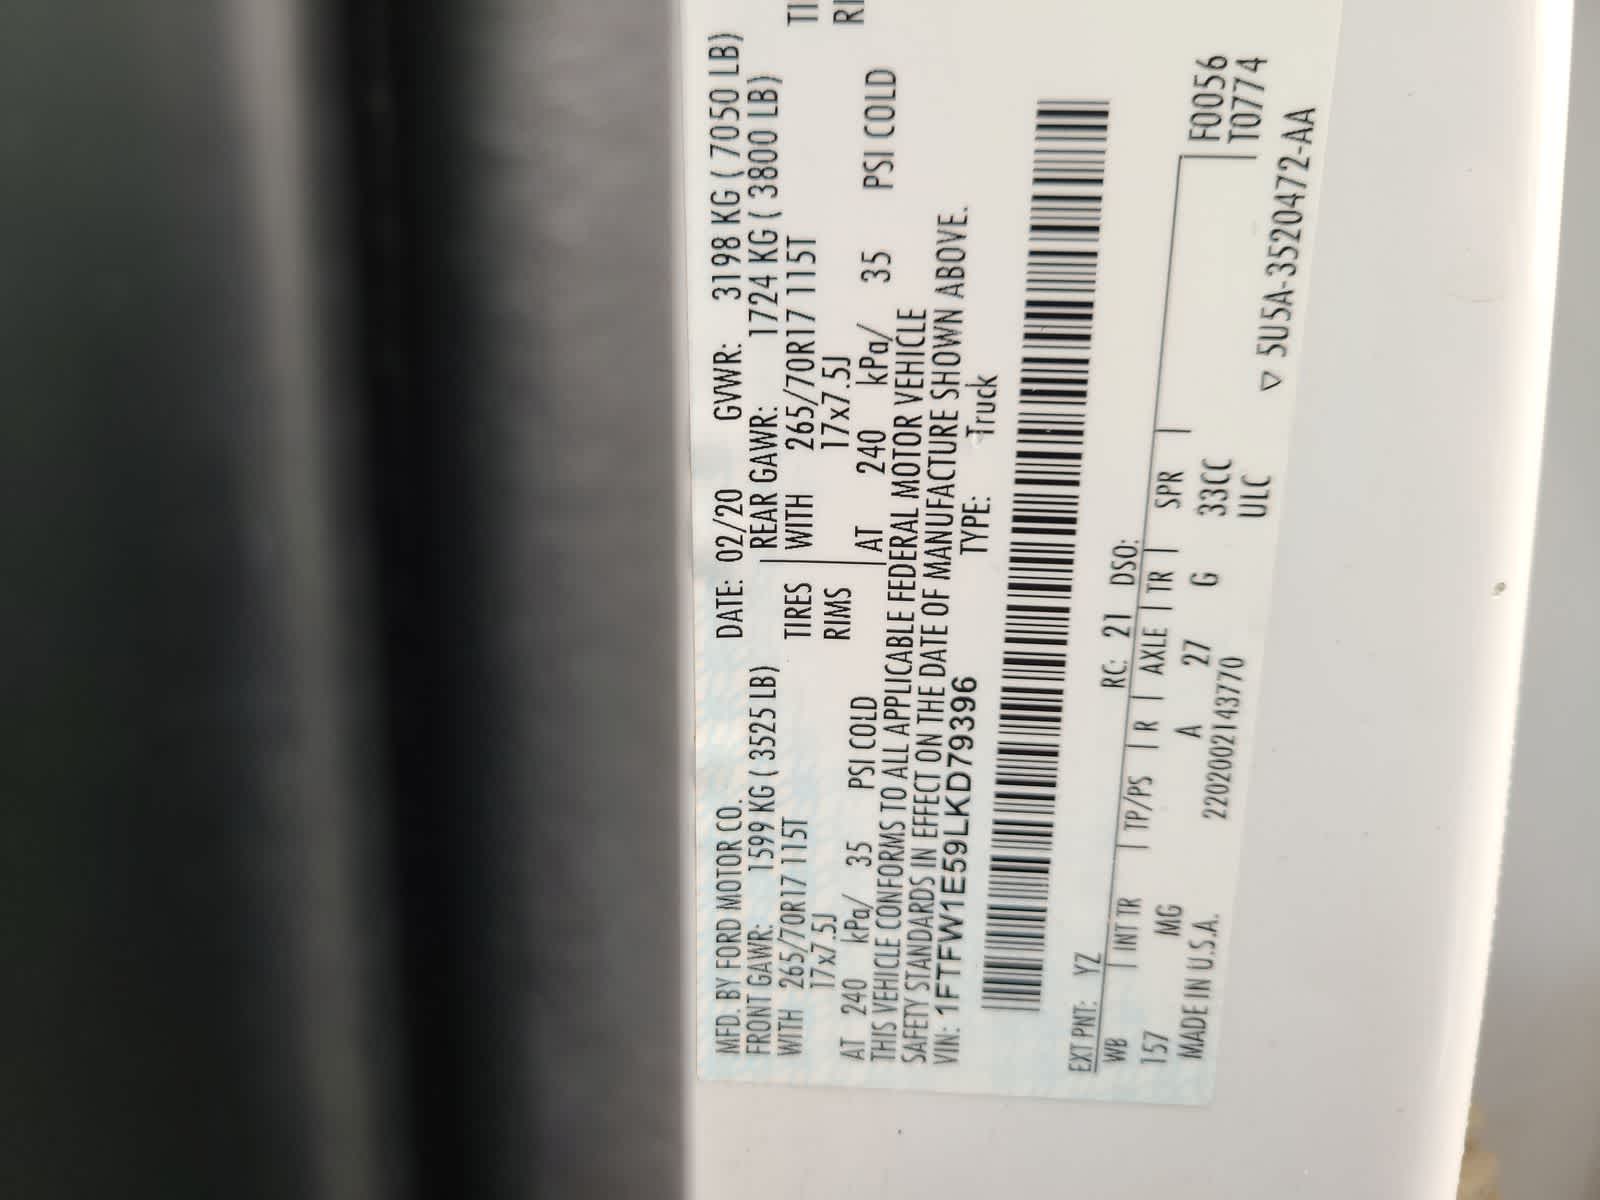 MFD. BY FORD MOTOR CO. DATE: 02/20 GVWR: 3198 KG ( 7050 LB)
FRONT GAWR: 1599 KG ( 3525 LB) REAR GAWR: 1724 KG ( 3800 LB)
WITH 265/70R17 115T TIRES WITH 265/70R17 115T TI
17x7.5J RIMS 17x7.5J RI
AT 240 kPa/ 35 PSI COLD AT 240 kPa/ 35 PSI COLD
THIS VEHICLE CONFORMS TO ALL APPLICABLE FEDERAL MOTOR VEHICLE
SAFETY STANDARDS IN EFFECT ON THE DATE OF MANUFACTURE SHOWN ABOVE.
VIN: 1FTFW1E59LKD79396 TYPE: Truck
EXT PNT: YZ RC: 21 DSO:
WB INT TR TP/PS R AXLE TR SPR F0056
157 MG A 27 G 33CC T0774
MADE IN U.S.A. 2202002143770 ULC
▽ 5U5A-3520472-AA